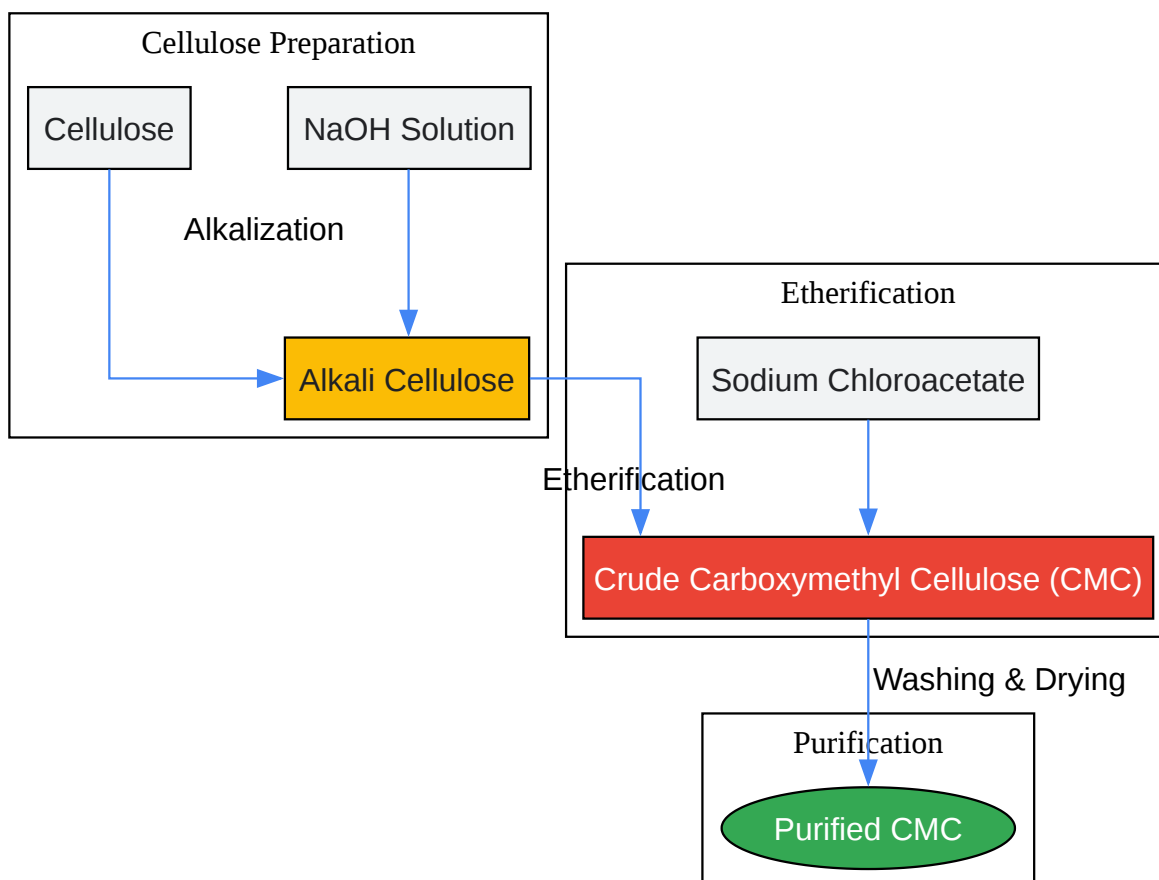 Cellulose Preparation
Cellulose
NaOH Solution
Alkalization
Alkali Cellulose
Etherification
Sodium Chloroacetate
Etherification
Crude Carboxymethyl Cellulose (CMC)
Washing & Drying
Purification
Purified CMC